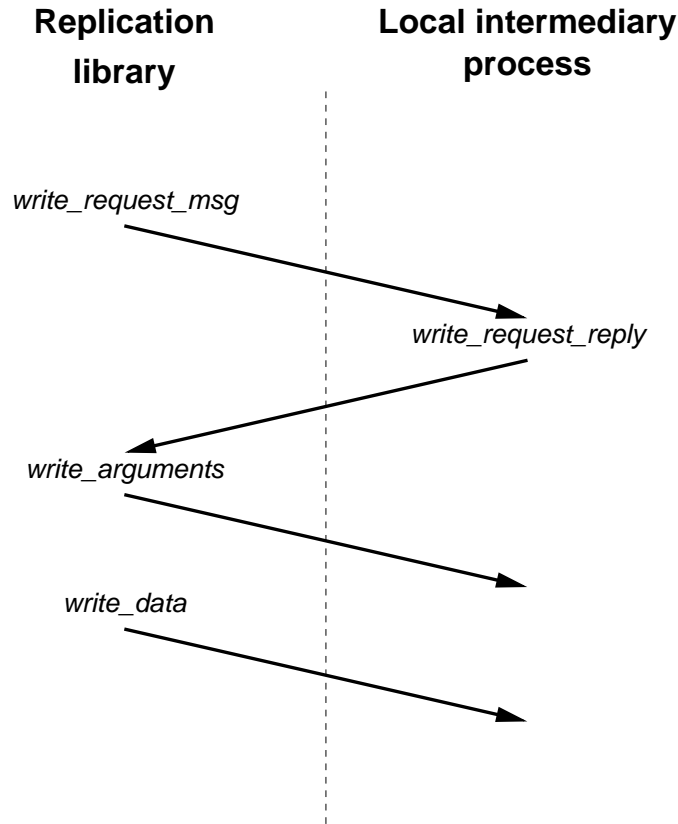 Replication
library
Local intermediary
process
write_request_msg
write_request_reply
write_arguments
write_data